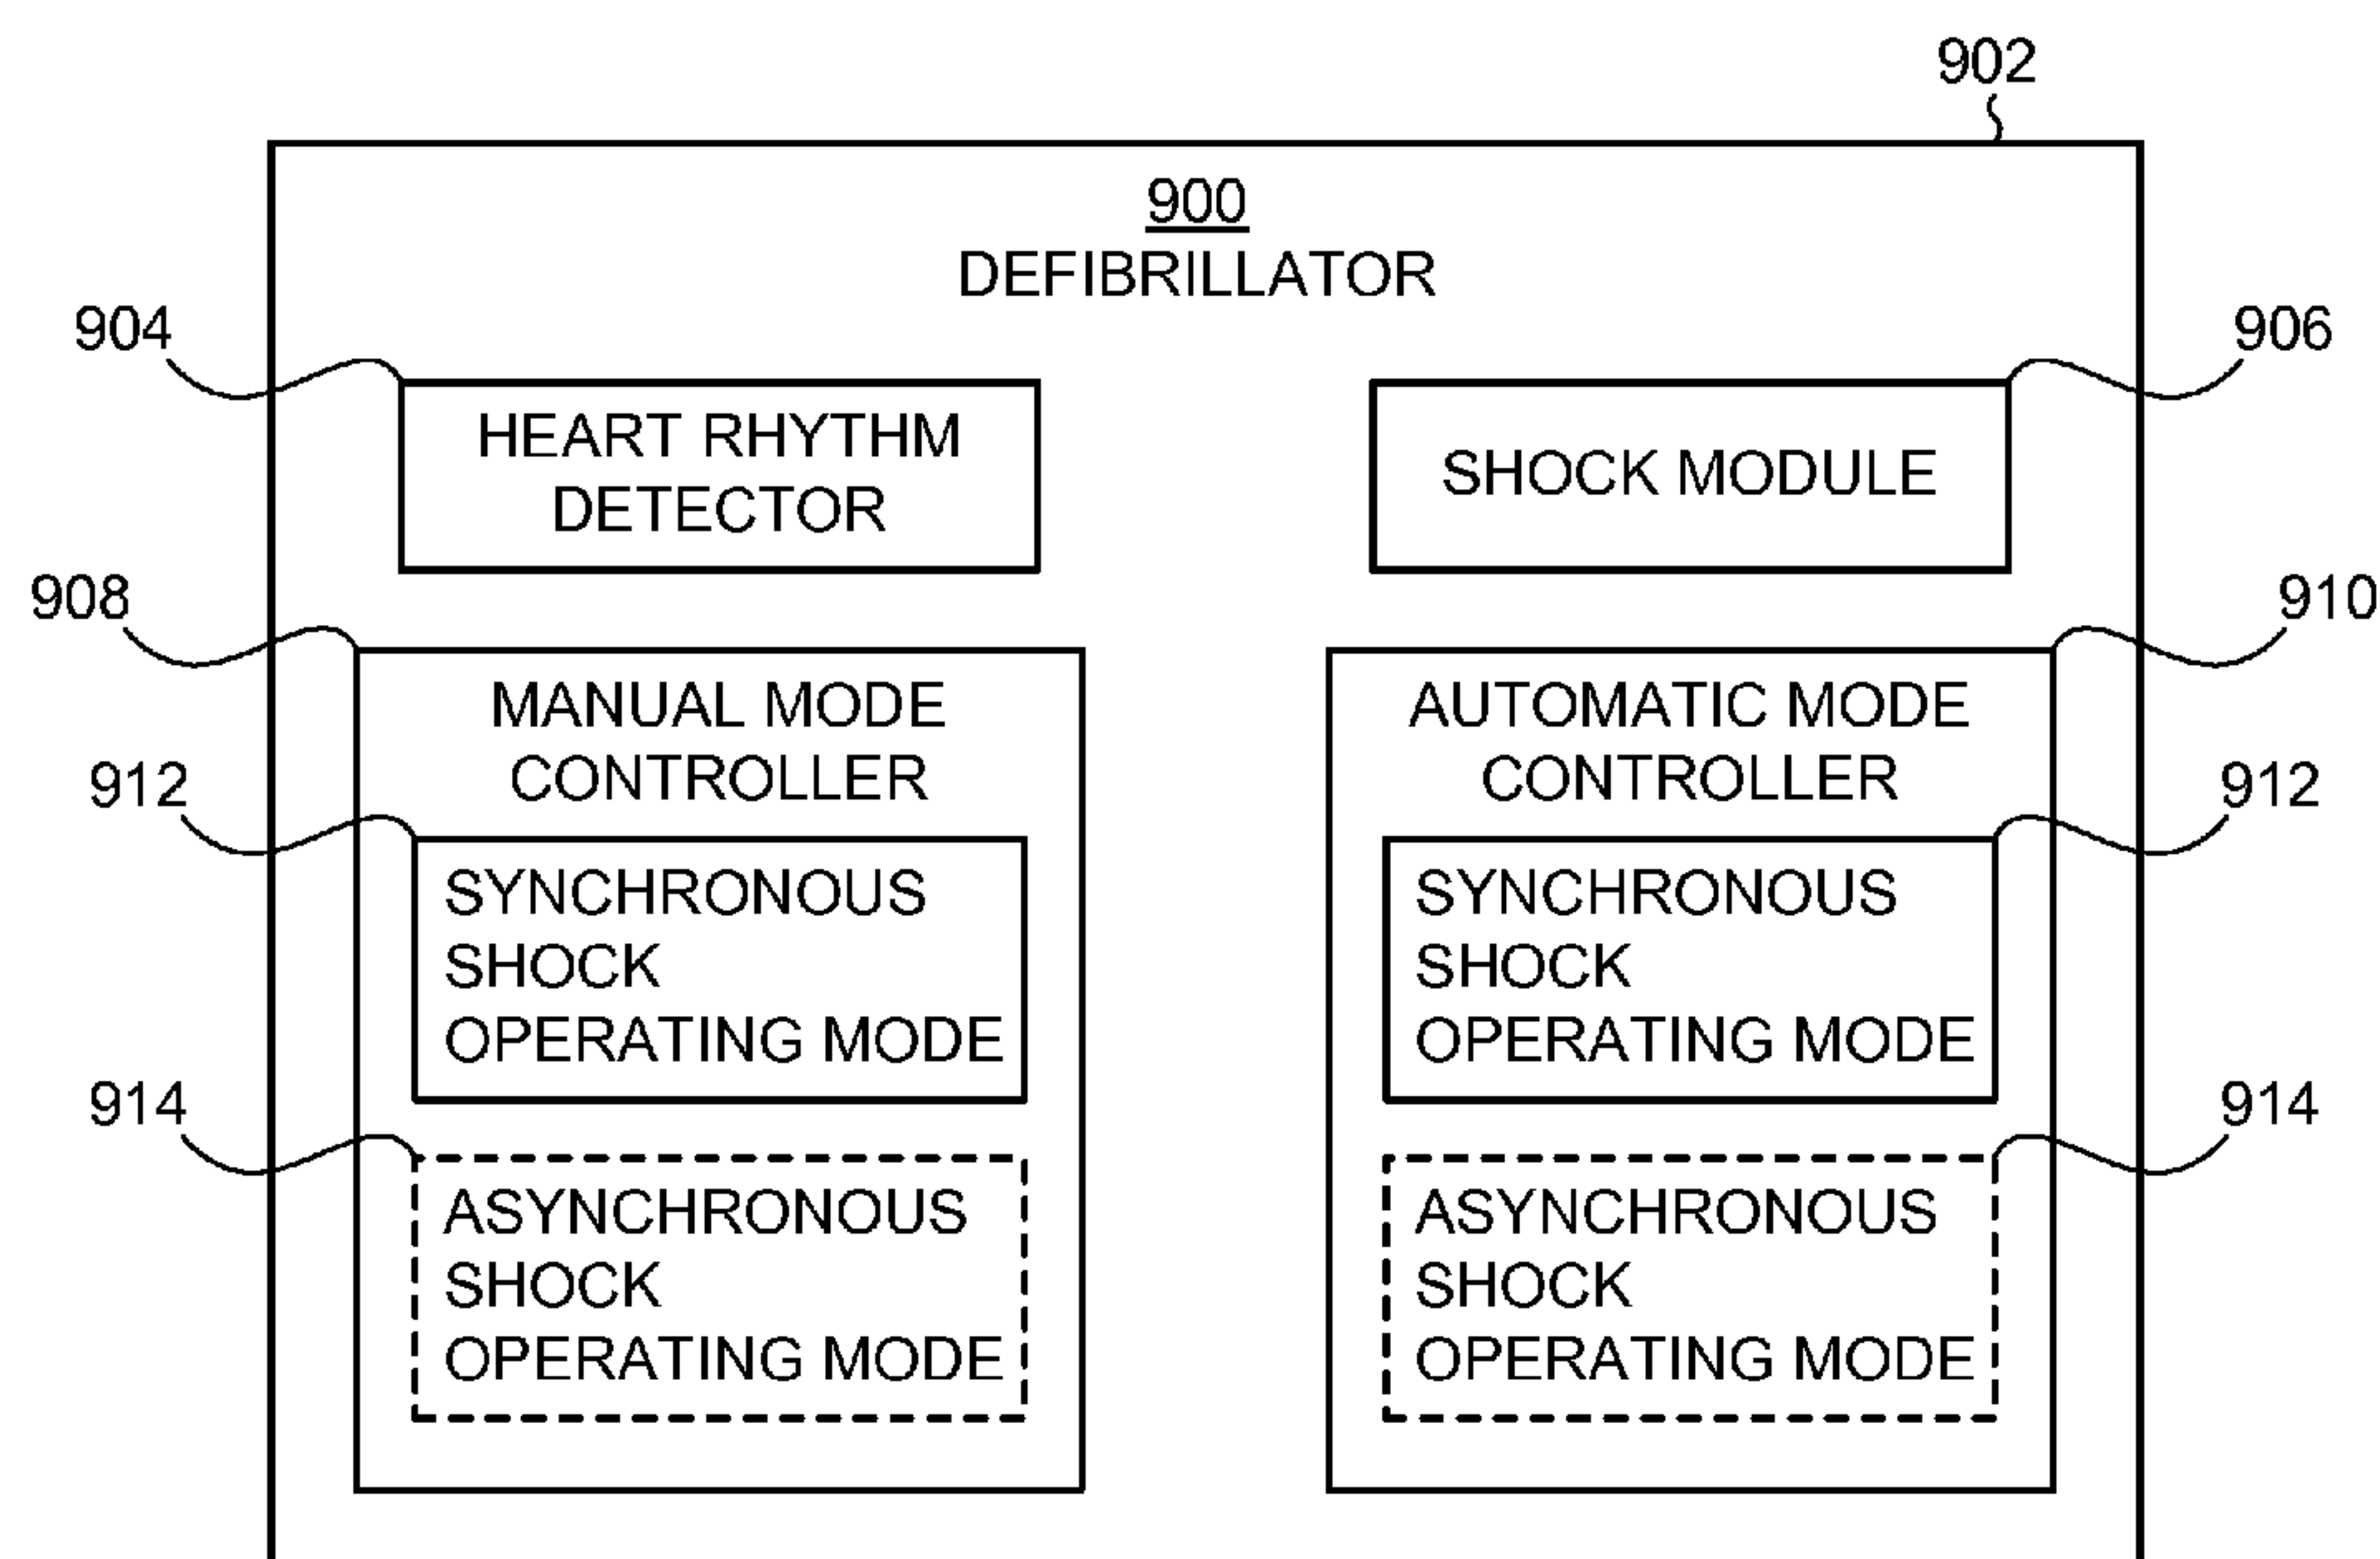 902
900
DEFIBRILLATOR
904
906
HEART RHYTHM
DETECTOR
SHOCK MODULE
908
910
MANUAL MODE
CONTROLLER
AUTOMATIC MODE
CONTROLLER
912
912
SYNCHRONOUS
SHOCK
OPERATING MODE
SYNCHRONOUS
SHOCK
OPERATING MODE
914
914
ASYNCHRONOUS
SHOCK
OPERATING MODE
ASYNCHRONOUS
SHOCK
OPERATING MODE